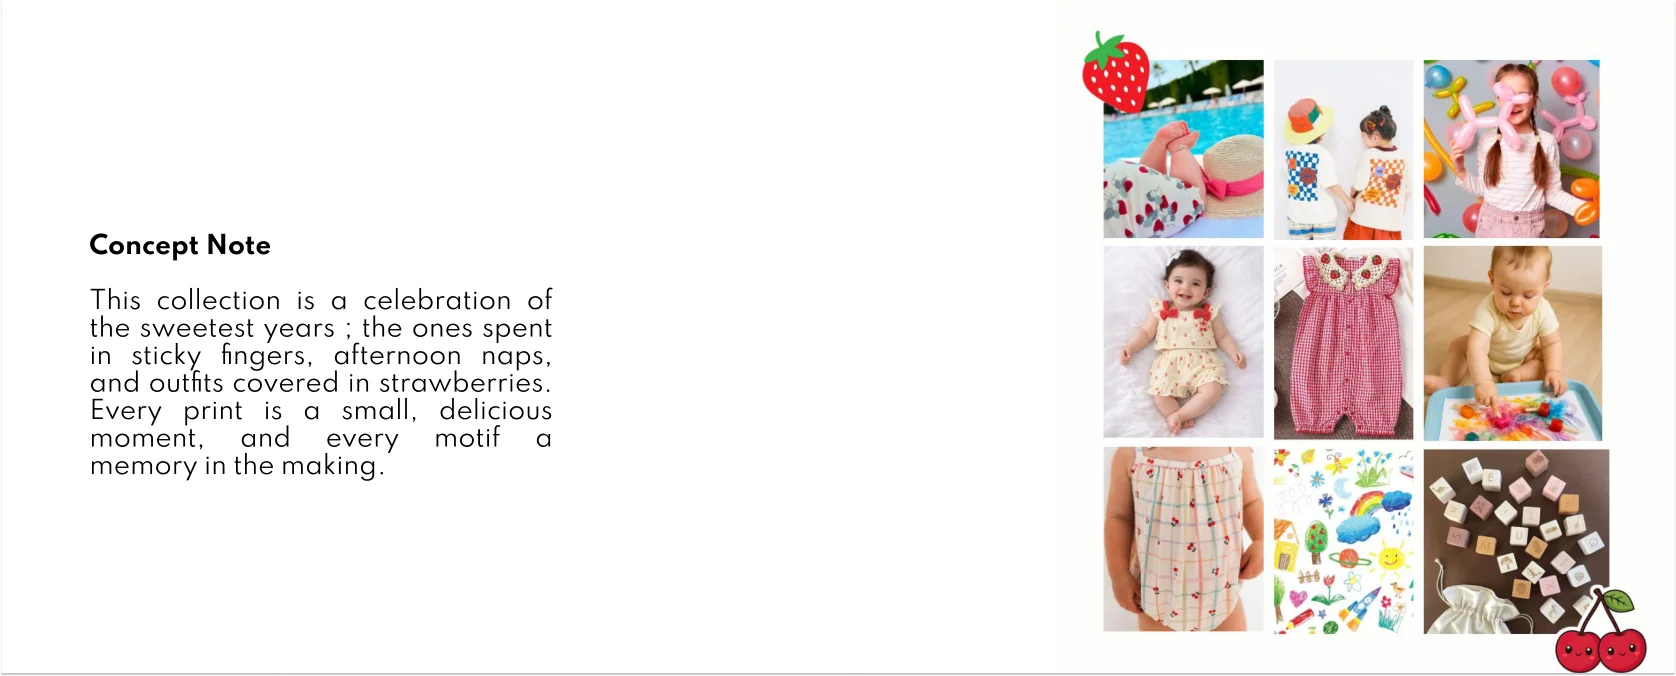 Concept Note
This collection is a celebration of
the sweetest years ; the ones spent
in sticky fingers, afternoon naps,
and outfits covered in strawberries.
Every print is a small, delicious
moment, and every motif a
memory in the making.